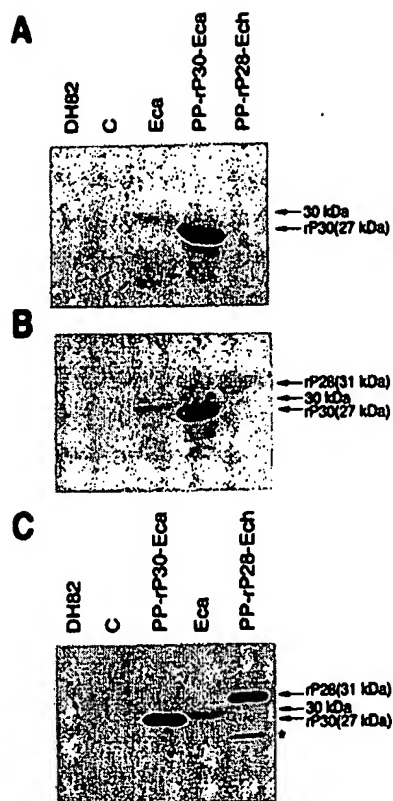 A
DH82
C
Eca
PP-rP30-Eca
PP-rP28-Ech
30 kDa
rP30(27 kDa)
B
rP28(31 kDa)
30 kDa
rP30(27 kDa)
C
DH82
C
PP-rP30-Eca
Eca
PP-rP28-Ech
rP28(31 kDa)
30 kDa
rP30(27 kDa)
*